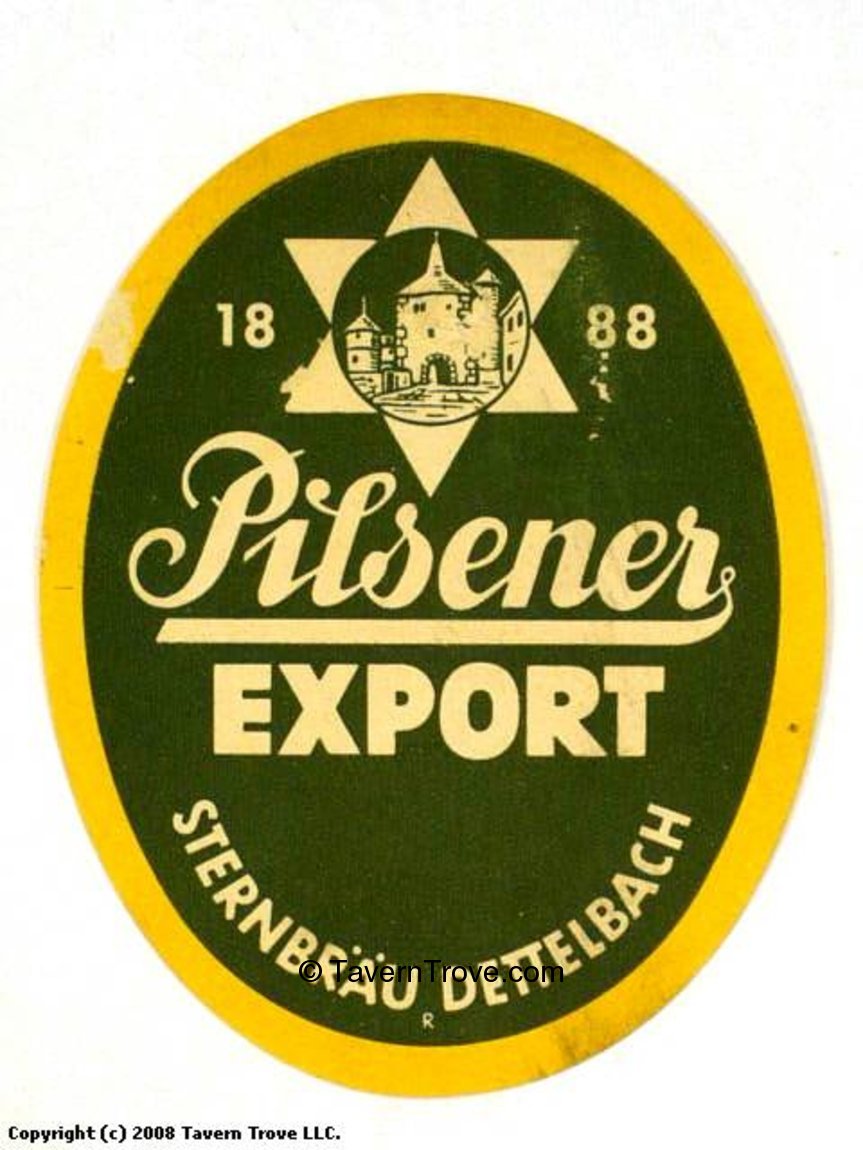 18 88
Pilsener
EXPORT
STERNBRÄU DETTELBACH
© TavernTrove.com
R
Copyright (c) 2008 Tavern Trove LLC.